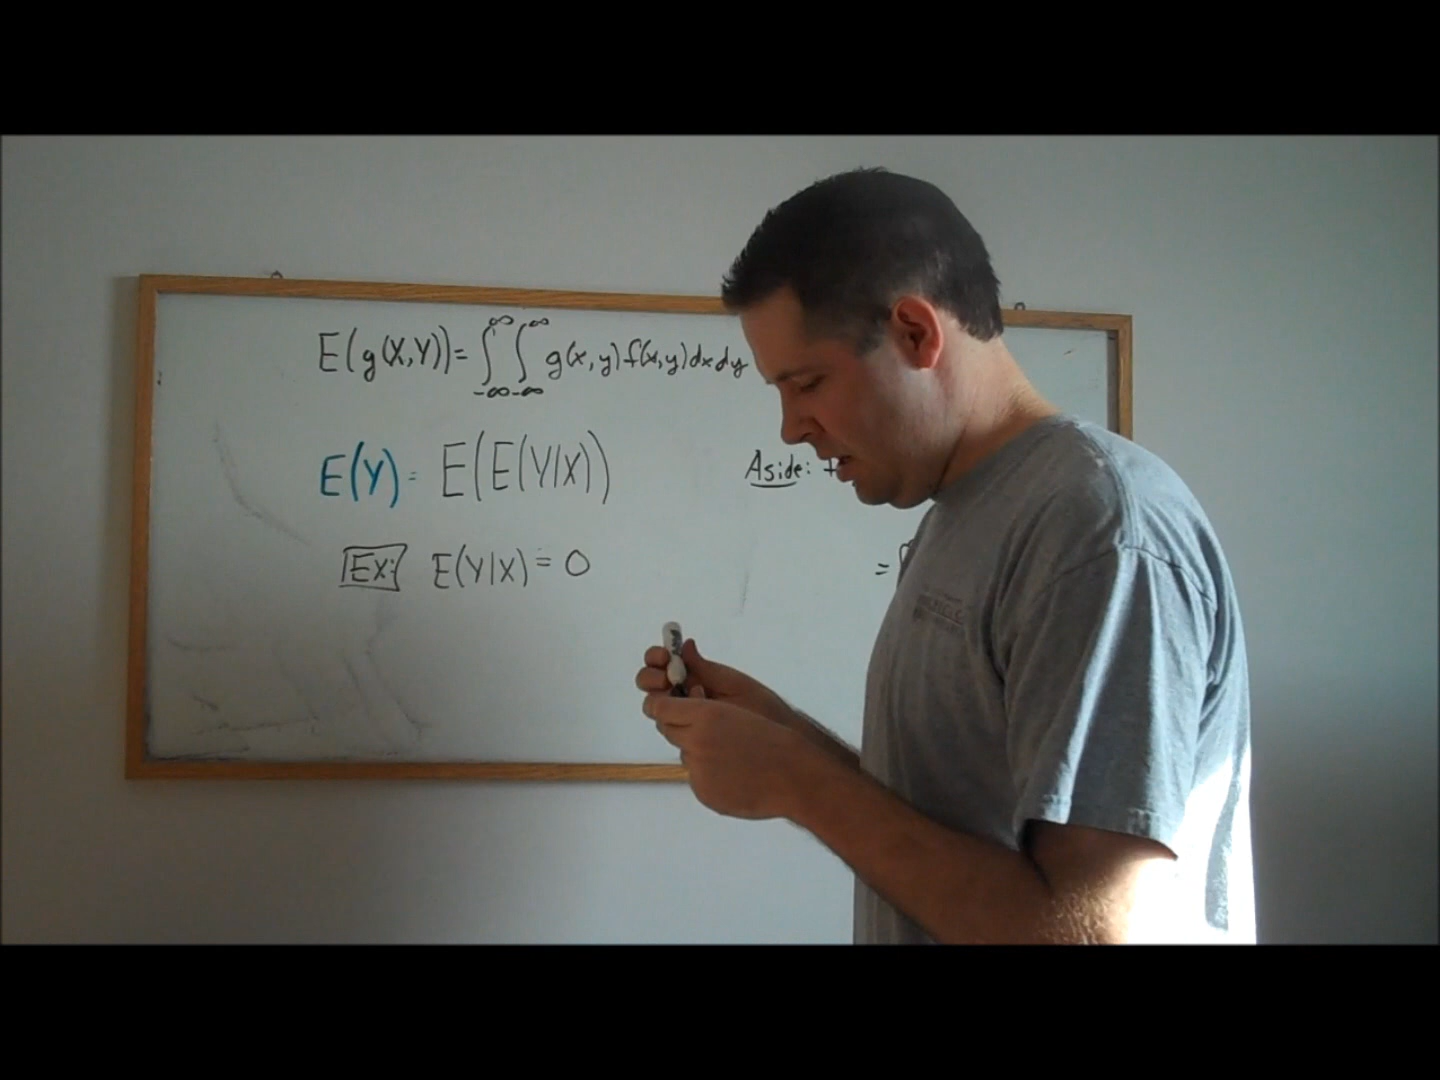 E(g(X,Y)) = ∫_{-∞}^{∞} ∫_{-∞}^{∞} g(x,y) f(x,y) dx dy
E(Y) = E(E(Y|X))
Aside:
Ex: E(Y|X) = 0
=